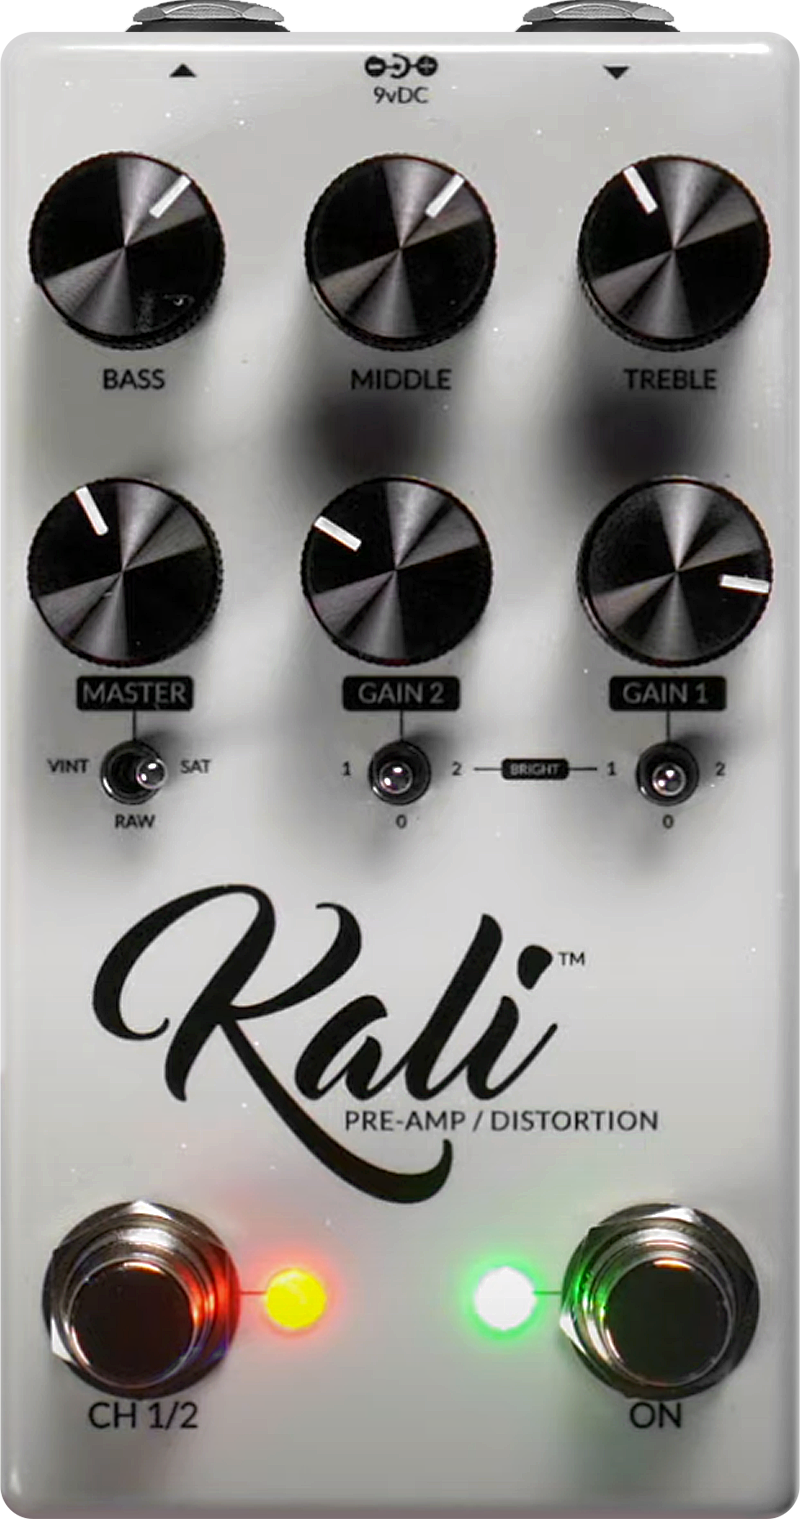 9vDC
BASS MIDDLE TREBLE
MASTER GAIN 2 GAIN 1
VINT SAT 1 2 BRIGHT 1 2
RAW 0 0
Kali™
PRE-AMP / DISTORTION
CH 1/2 ON